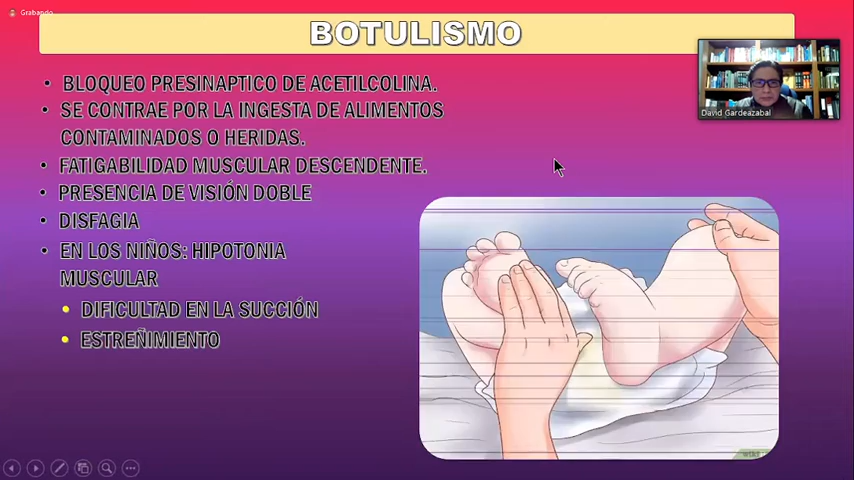 Grabando
BOTULISMO
• BLOQUEO PRESINAPTICO DE ACETILCOLINA.
• SE CONTRAE POR LA INGESTA DE ALIMENTOS
CONTAMINADOS O HERIDAS.
• FATIGABILIDAD MUSCULAR DESCENDENTE.
• PRESENCIA DE VISIÓN DOBLE
• DISFAGIA
• EN LOS NIÑOS: HIPOTONIA
MUSCULAR
• DIFICULTAD EN LA SUCCIÓN
• ESTREÑIMIENTO
David Gardeazabal